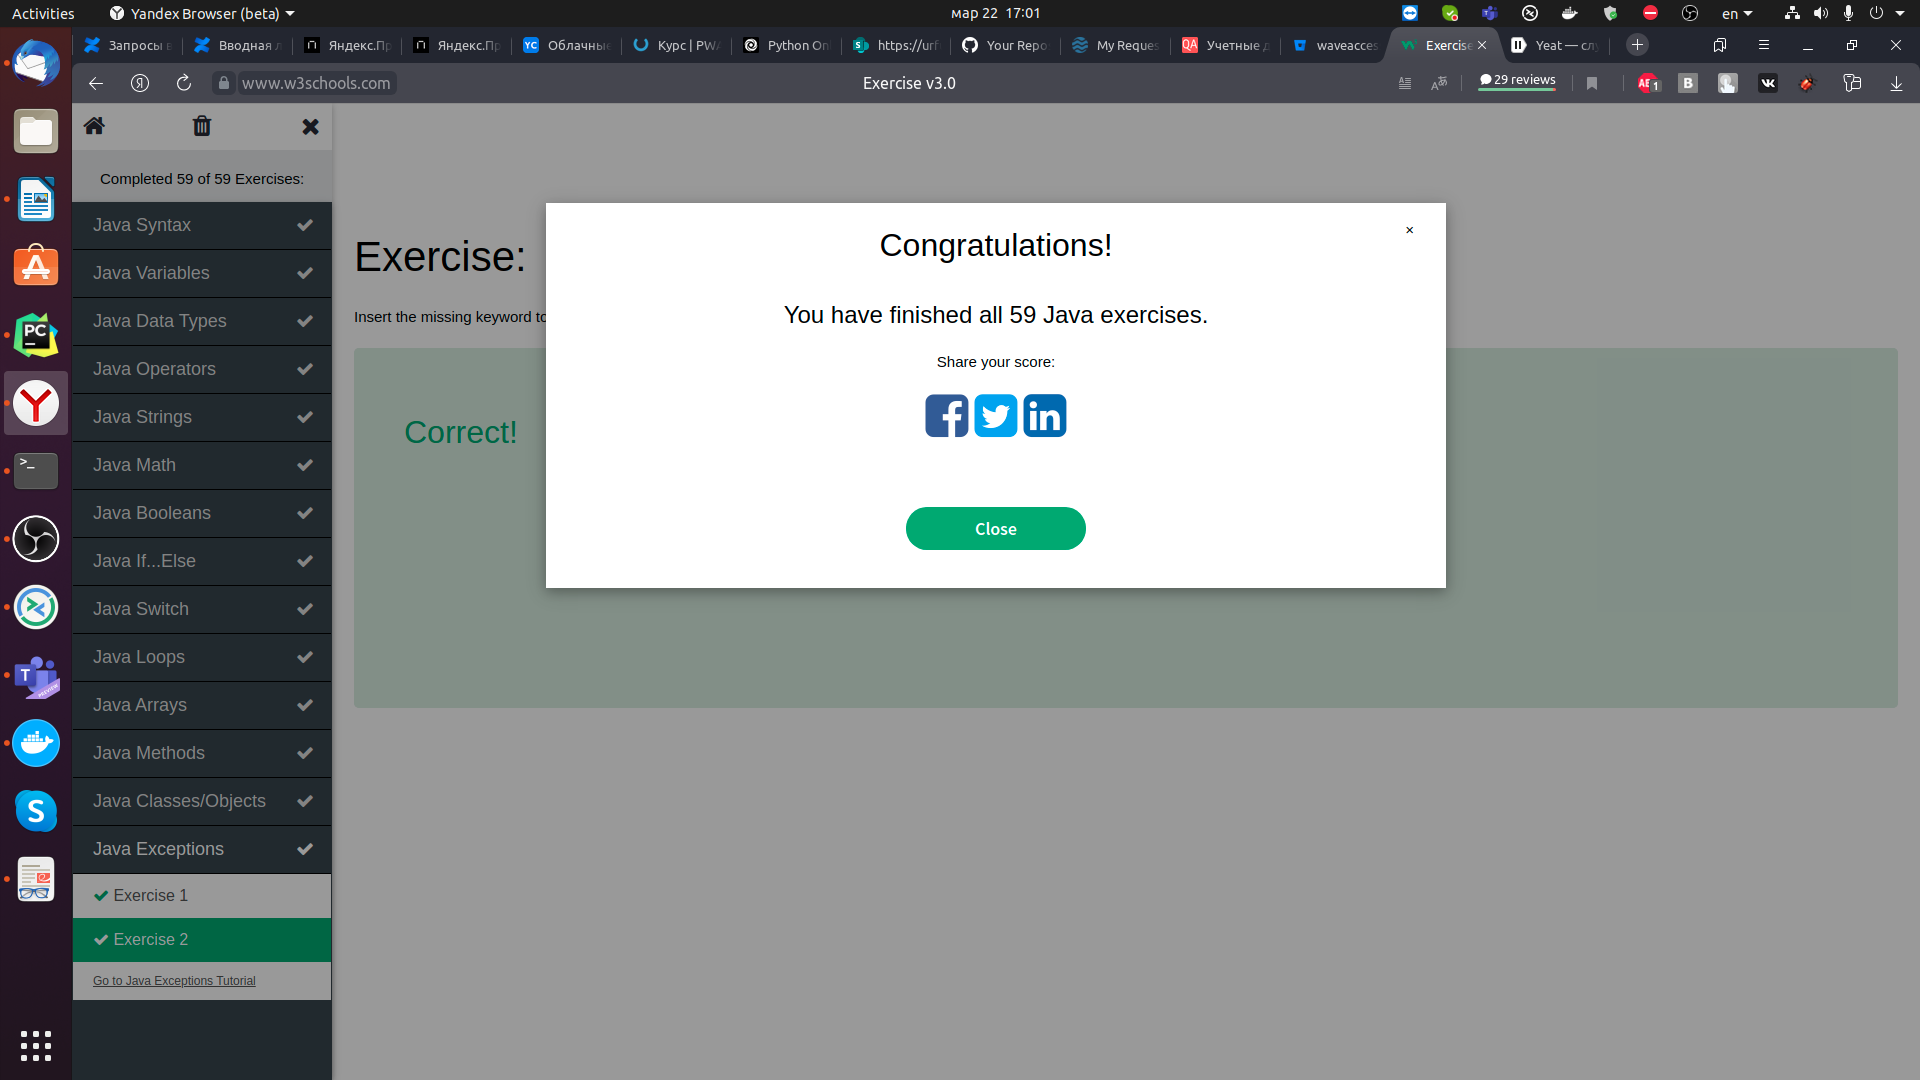 Activities
Yandex Browser (beta)
мар 22 17:01
en
Запросы в
Вводная л
Яндекс.Пр
Яндекс.Пр
Облачные
Курс | PW
Python On
https://urf
Your Repo
My Reques
Учетные д
waveacces
Exercise
Yeat — слу
www.w3schools.com
Exercise v3.0
29 reviews
Completed 59 of 59 Exercises:
Java Syntax
Java Variables
Java Data Types
Java Operators
Java Strings
Java Math
Java Booleans
Java If...Else
Java Switch
Java Loops
Java Arrays
Java Methods
Java Classes/Objects
Java Exceptions
Exercise 1
Exercise 2
Go to Java Exceptions Tutorial
Exercise:
Insert the missing keyword to
Correct!
×
Congratulations!
You have finished all 59 Java exercises.
Share your score:
Close